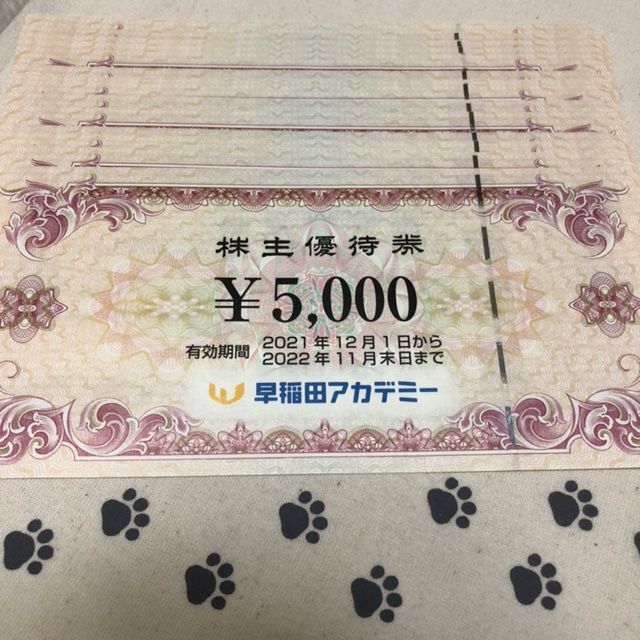 株主優待券
¥5,000
有効期間 2021年12月1日から
2022年11月末日まで
早稲田アカデミー